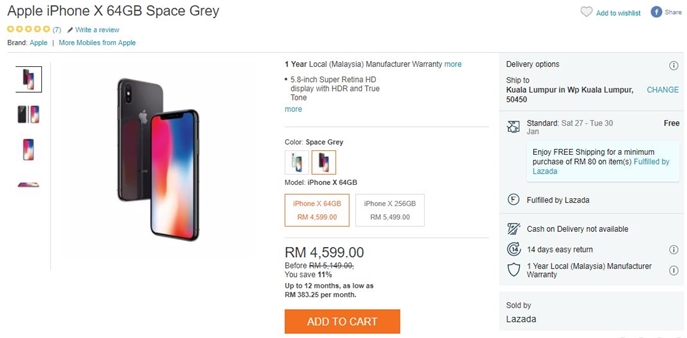 Apple iPhone X 64GB Space Grey
(7) Write a review
Add to wishlist
Share
Brand: Apple | More Mobiles from Apple
1 Year Local (Malaysia) Manufacturer Warranty more
5.8-inch Super Retina HD
display with HDR and True
Tone
more
Color: Space Grey
Model: iPhone X 64GB
iPhone X 64GB
RM 4,599.00
iPhone X 256GB
RM 5,499.00
RM 4,599.00
Before RM 5,149.00.
You save 11%
Up to 12 months, as low as
RM 383.25 per month.
ADD TO CART
Delivery options
Ship to
Kuala Lumpur in Wp Kuala Lumpur,
50450
CHANGE
Standard: Sat 27 - Tue 30
Jan
Free
Enjoy FREE Shipping for a minimum
purchase of RM 80 on item(s) Fulfilled by
Lazada
Fulfilled by Lazada
Cash on Delivery not available
14 days easy return
1 Year Local (Malaysia) Manufacturer
Warranty
Sold by
Lazada